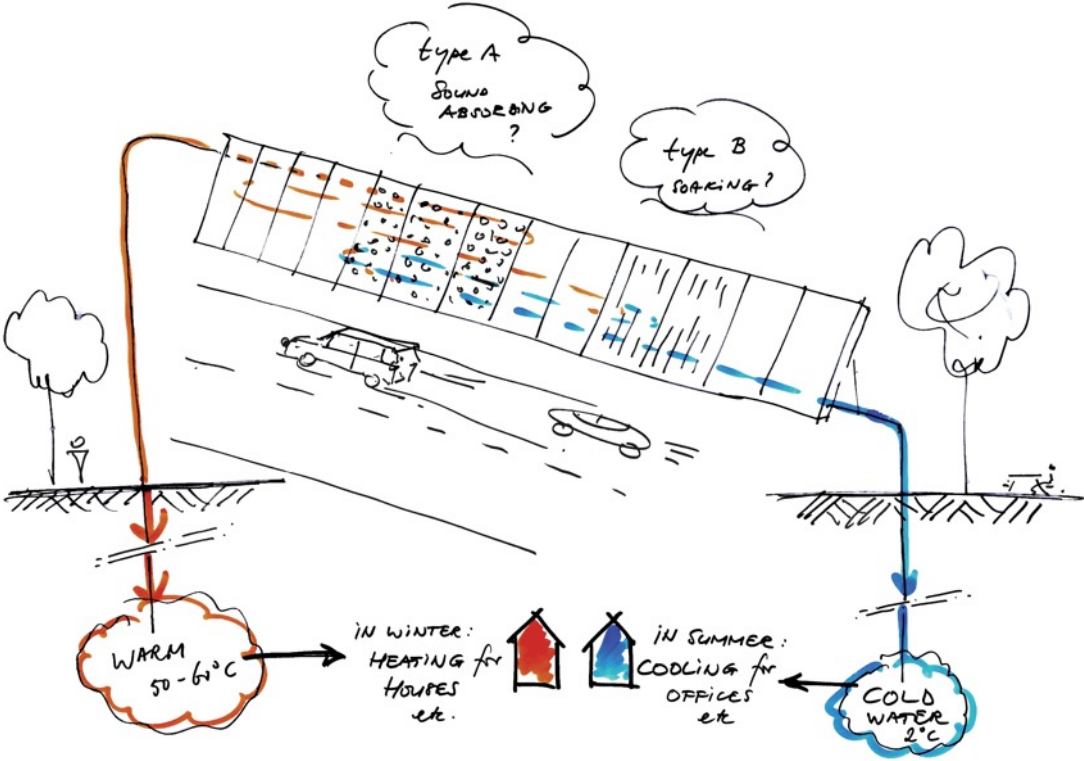 type A
SOUND
ABSORBING
?
type B
SOAKING?
WARM
50-60°C
IN WINTER:
HEATING for
HOUSES
etc.
IN SUMMER:
COOLING for
OFFICES
etc
COLD
WATER
2°C